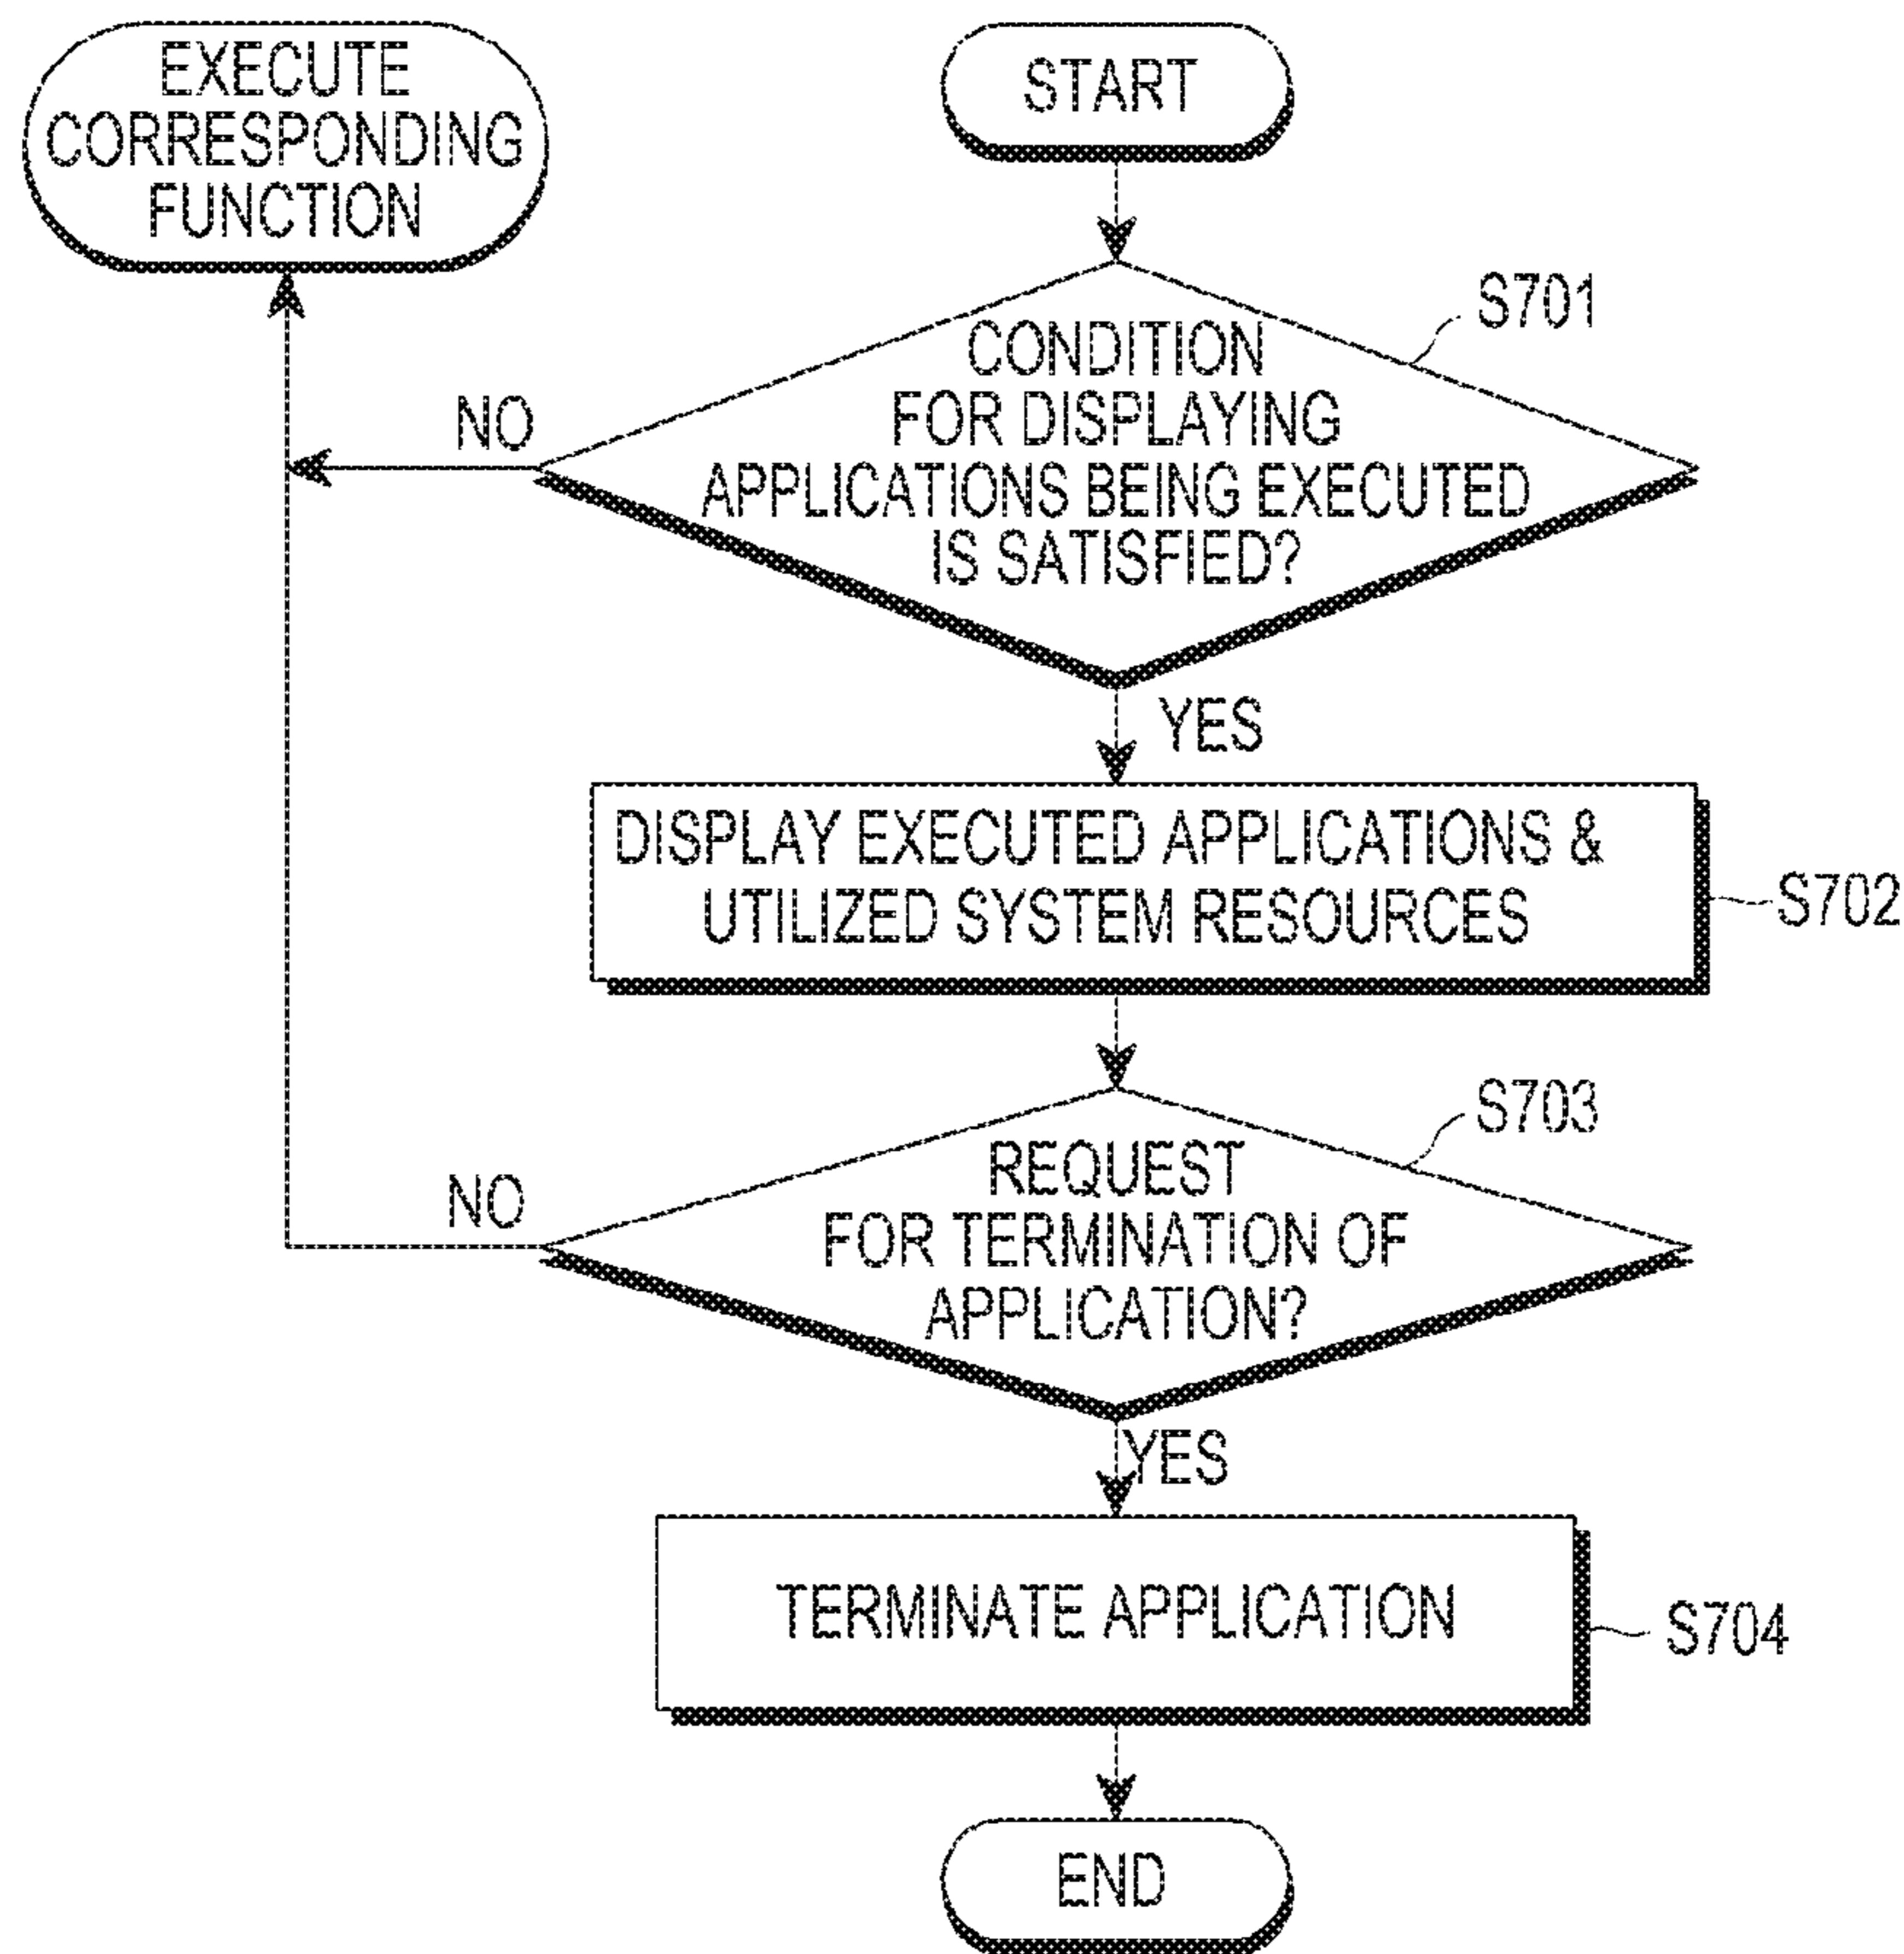 EXECUTE
CORRESPONDING
FUNCTION
START
S701
CONDITION
FOR DISPLAYING
APPLICATIONS BEING EXECUTED
IS SATISFIED?
NO
YES
DISPLAY EXECUTED APPLICATIONS &
UTILIZED SYSTEM RESOURCES
S702
S703
REQUEST
FOR TERMINATION OF
APPLICATION?
NO
YES
TERMINATE APPLICATION
S704
END